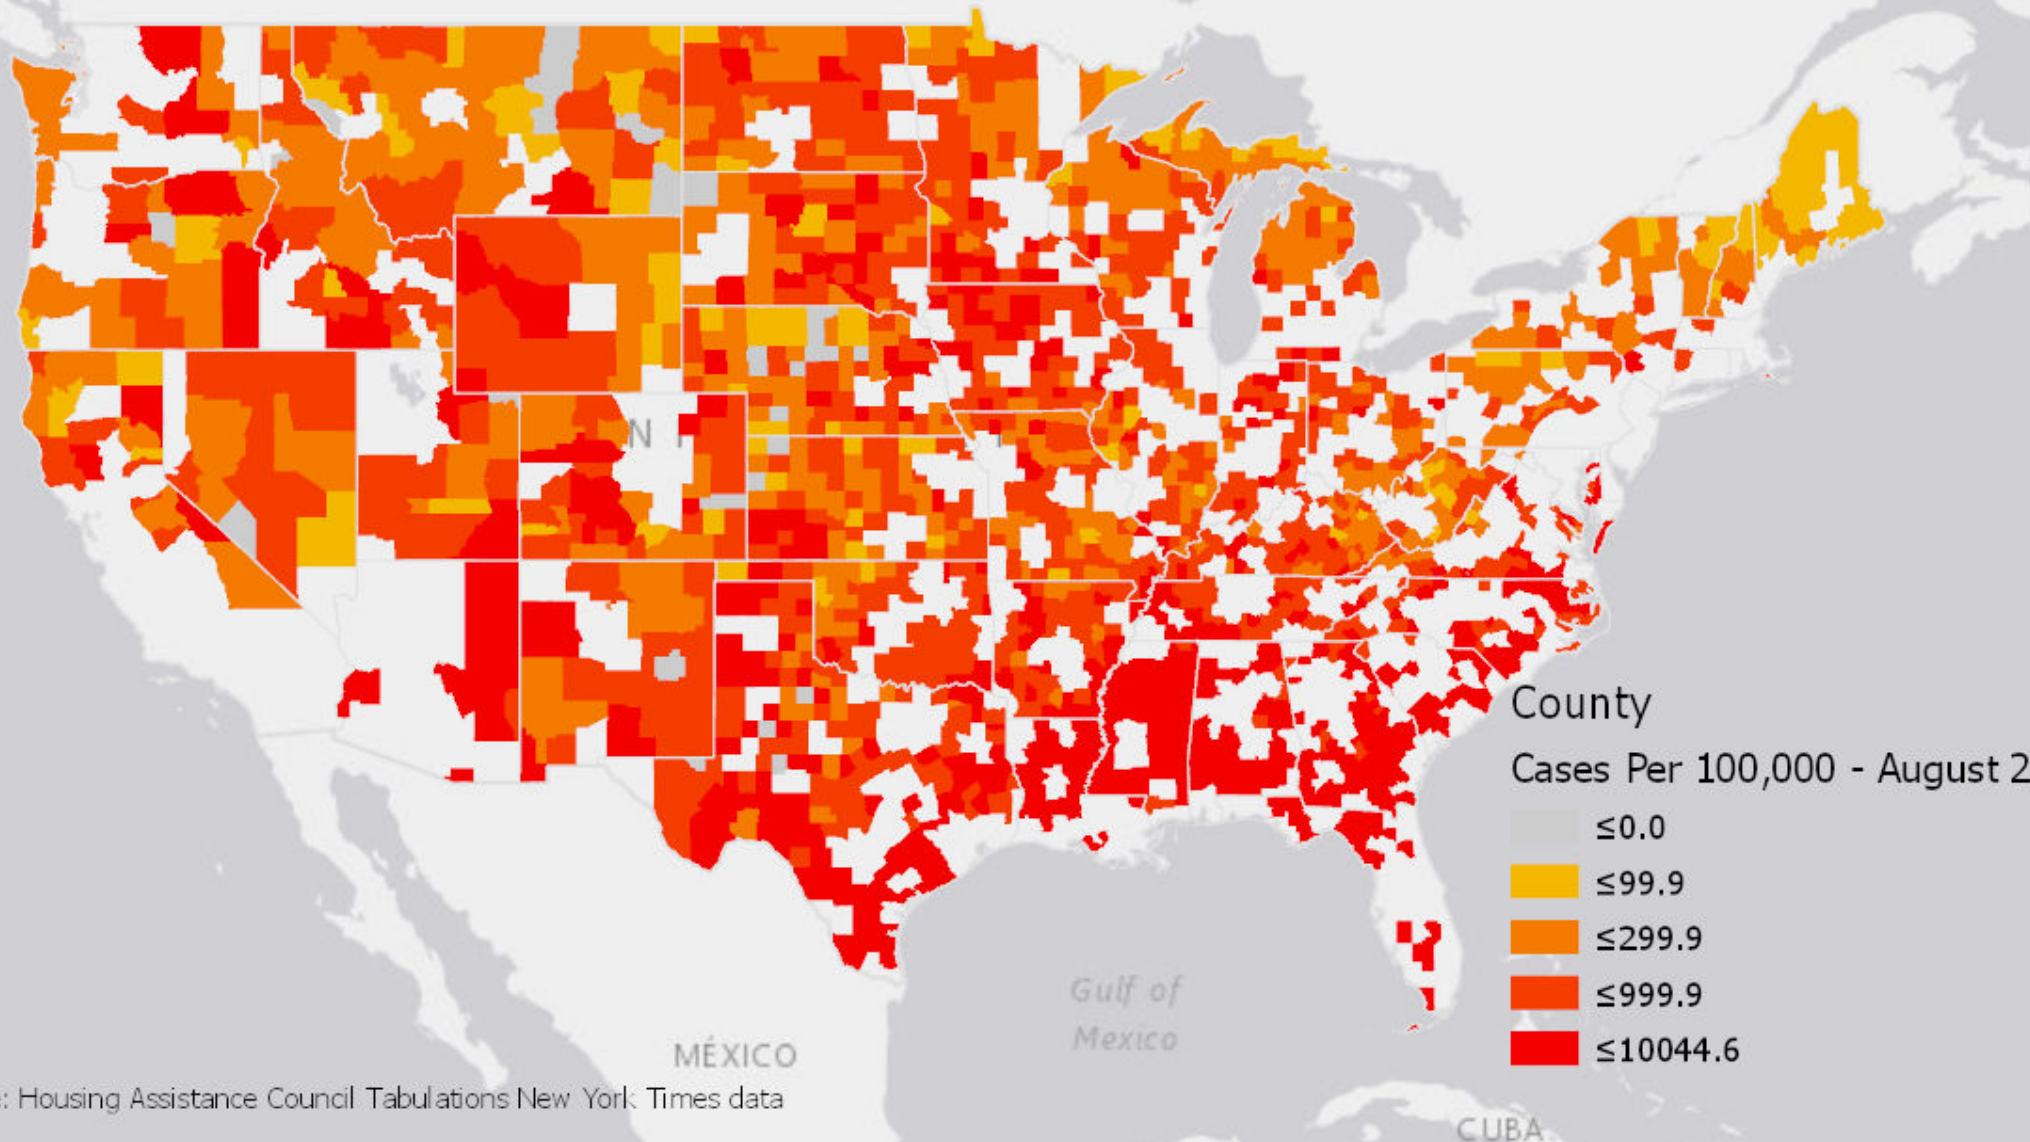 N
County
Cases Per 100,000 - August 2
≤0.0
≤99.9
≤299.9
≤999.9
≤10044.6
Gulf of
Mexico
MÉXICO
: Housing Assistance Council Tabulations New York Times data
CUBA